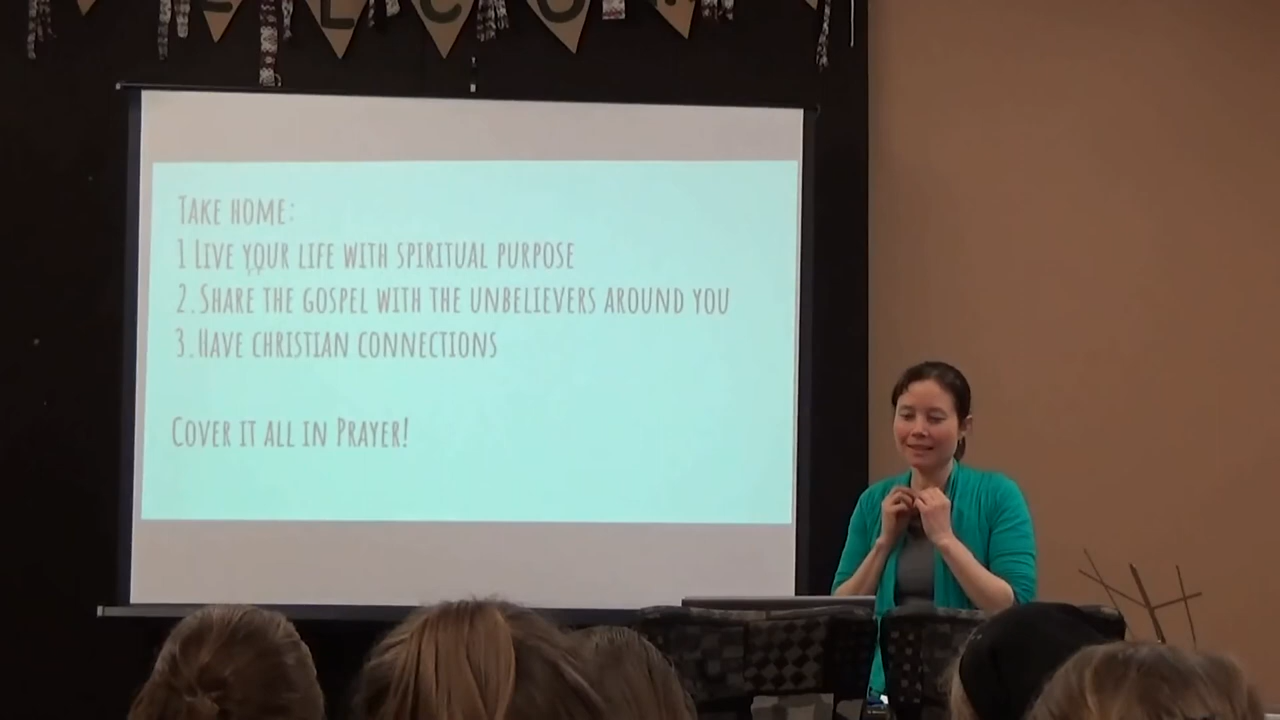 TAKE HOME:
1 LIVE YOUR LIFE WITH SPIRITUAL PURPOSE
2. SHARE THE GOSPEL WITH THE UNBELIEVERS AROUND YOU
3. HAVE CHRISTIAN CONNECTIONS
COVER IT ALL IN PRAYER!